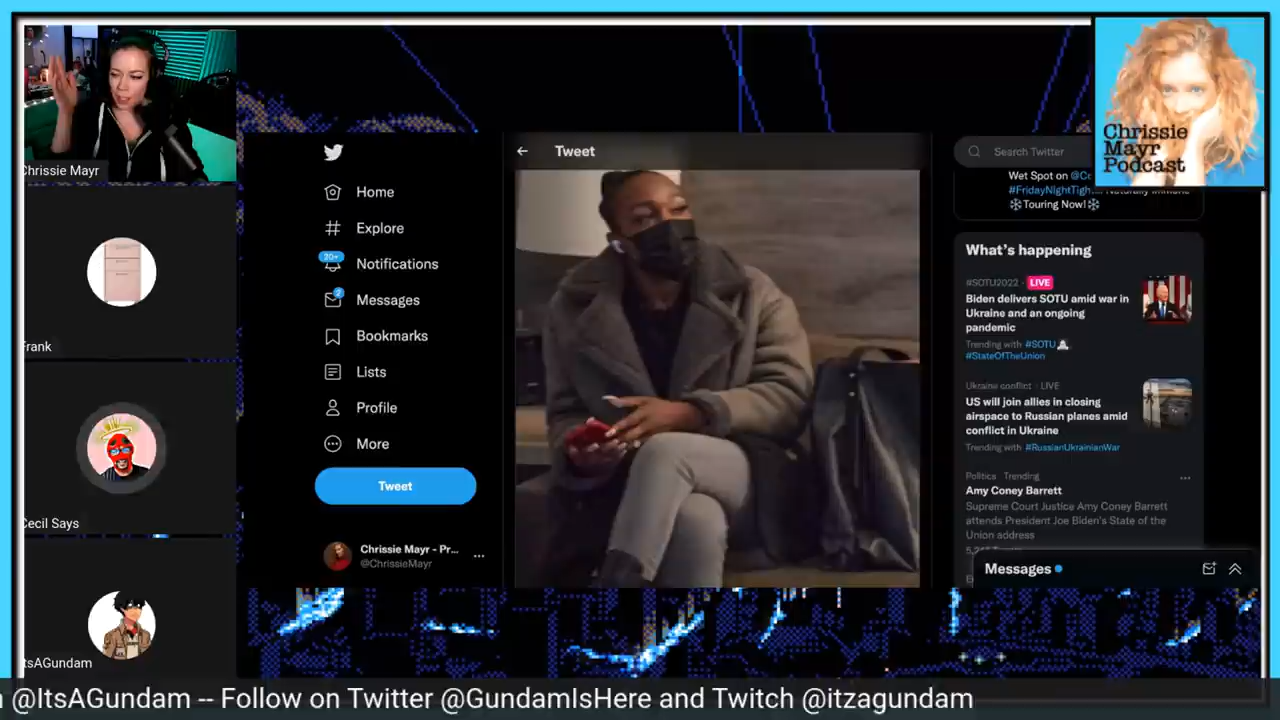 Chrissie Mayr
Frank
Cecil Says
tsAGundam
Home
Explore
20+
Notifications
2
Messages
Bookmarks
Lists
Profile
More
Tweet
Chrissie Mayr - Pr...
@ChrissieMayr
Tweet
Search Twitter
Wet Spot on @C
#FridayNightTigh... Naturally Immune
❄Touring Now!❄
What's happening
#SOTU2022 · LIVE
Biden delivers SOTU amid war in
Ukraine and an ongoing
pandemic
Trending with #SOTU
#StateOfTheUnion
Ukraine conflict · LIVE
US will join allies in closing
airspace to Russian planes amid
conflict in Ukraine
Trending with #RussianUkrainianWar
Politics · Trending
Amy Coney Barrett
Supreme Court Justice Amy Coney Barrett
attends President Joe Biden's State of the
Union address
Messages
Chrissie
Mayr
Podcast
@ItsAGundam -- Follow on Twitter @GundamIsHere and Twitch @itzagundam